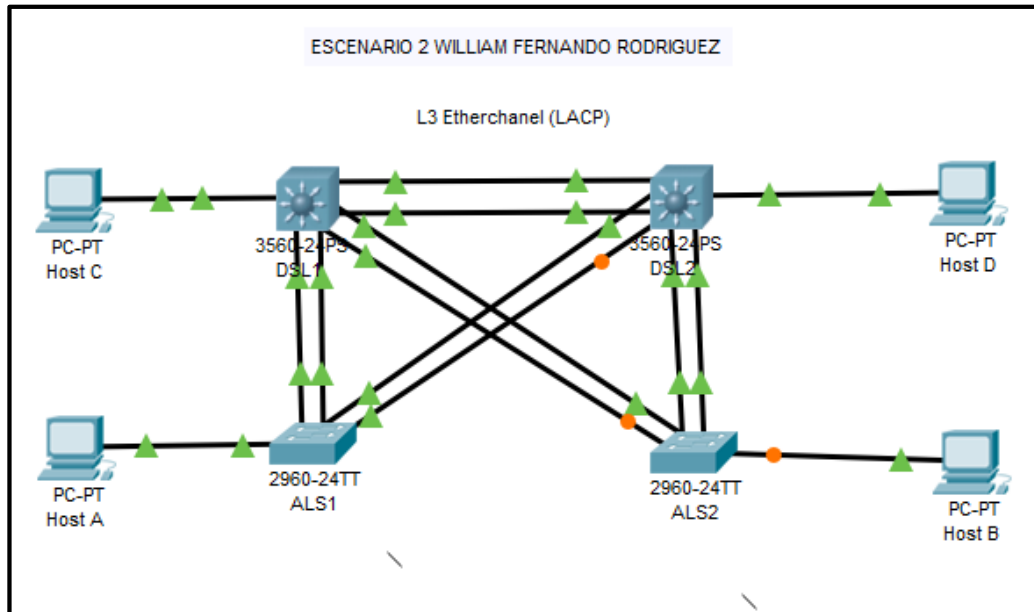 ESCENARIO 2 WILLIAM FERNANDO RODRIGUEZ
L3 Etherchanel (LACP)
PC-PT
Host C
3560-24PS
DSL1
3560-24PS
DSL2
PC-PT
Host D
PC-PT
Host A
2960-24TT
ALS1
2960-24TT
ALS2
PC-PT
Host B